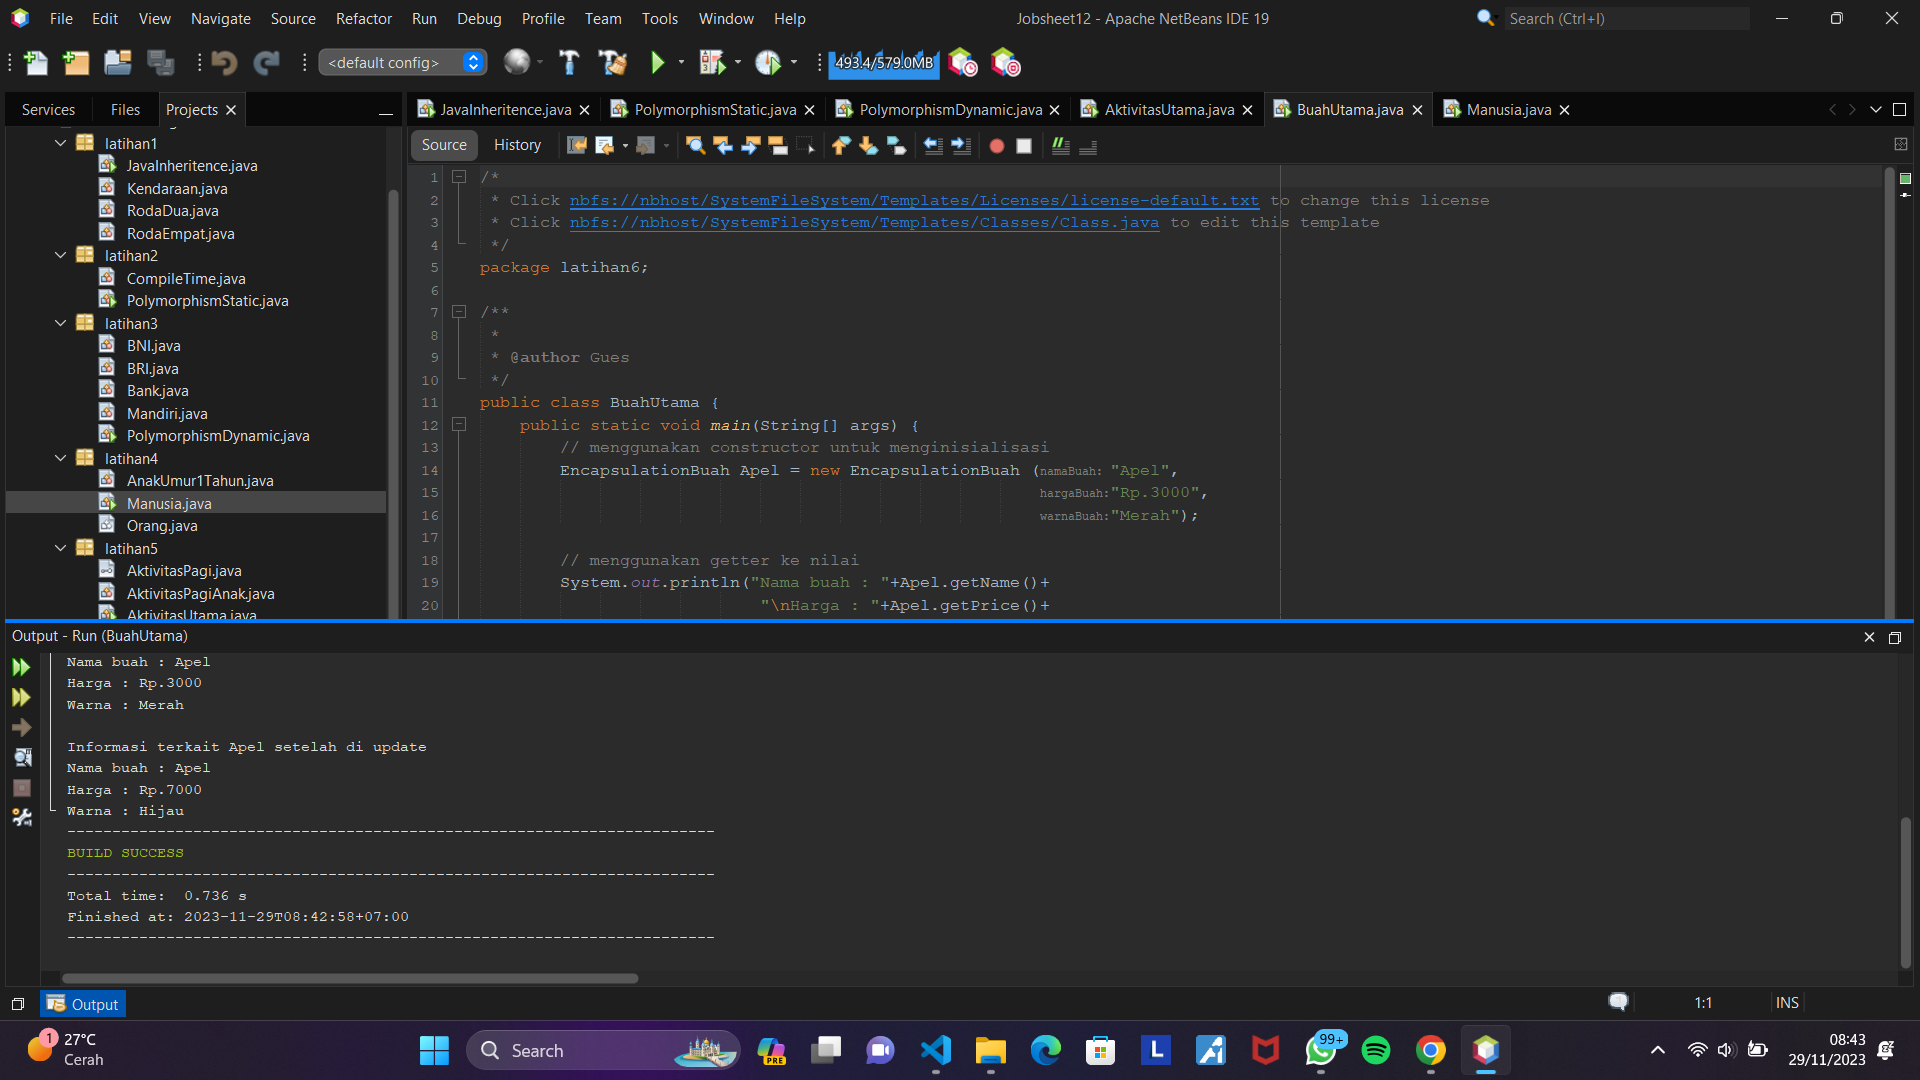 File Edit View Navigate Source Refactor Run Debug Profile Team Tools Window Help
Jobsheet12 - Apache NetBeans IDE 19
Search (Ctrl+I)
<default config>
493.4/579.0MB
Services Files Projects
JavaInheritence.java PolymorphismStatic.java PolymorphismDynamic.java AktivitasUtama.java BuahUtama.java Manusia.java
Source History
latihan1
JavaInheritence.java
Kendaraan.java
RodaDua.java
RodaEmpat.java
latihan2
CompileTime.java
PolymorphismStatic.java
latihan3
BNI.java
BRI.java
Bank.java
Mandiri.java
PolymorphismDynamic.java
latihan4
AnakUmur1Tahun.java
Manusia.java
Orang.java
latihan5
AktivitasPagi.java
AktivitasPagiAnak.java
AktivitasUtama.java
1 /*
2 * Click nbfs://nbhost/SystemFileSystem/Templates/Licenses/license-default.txt to change this license
3 * Click nbfs://nbhost/SystemFileSystem/Templates/Classes/Class.java to edit this template
4 */
5 package latihan6;
6
7 /**
8 *
9 * @author Gues
10 */
11 public class BuahUtama {
12 public static void main(String[] args) {
13 // menggunakan constructor untuk menginisialisasi
14 EncapsulationBuah Apel = new EncapsulationBuah (namaBuah: "Apel",
15 hargaBuah:"Rp.3000",
16 warnaBuah:"Merah");
17
18 // menggunakan getter ke nilai
19 System.out.println("Nama buah : "+Apel.getName()+
20 "\nHarga : "+Apel.getPrice()+
Output - Run (BuahUtama)
Nama buah : Apel
Harga : Rp.3000
Warna : Merah
Informasi terkait Apel setelah di update
Nama buah : Apel
Harga : Rp.7000
Warna : Hijau
------------------------------------------------------------------------
BUILD SUCCESS
------------------------------------------------------------------------
Total time:  0.736 s
Finished at: 2023-11-29T08:42:58+07:00
------------------------------------------------------------------------
Output
1:1 INS
1
27°C
Cerah
Search
PRE
L
99+
08:43
29/11/2023